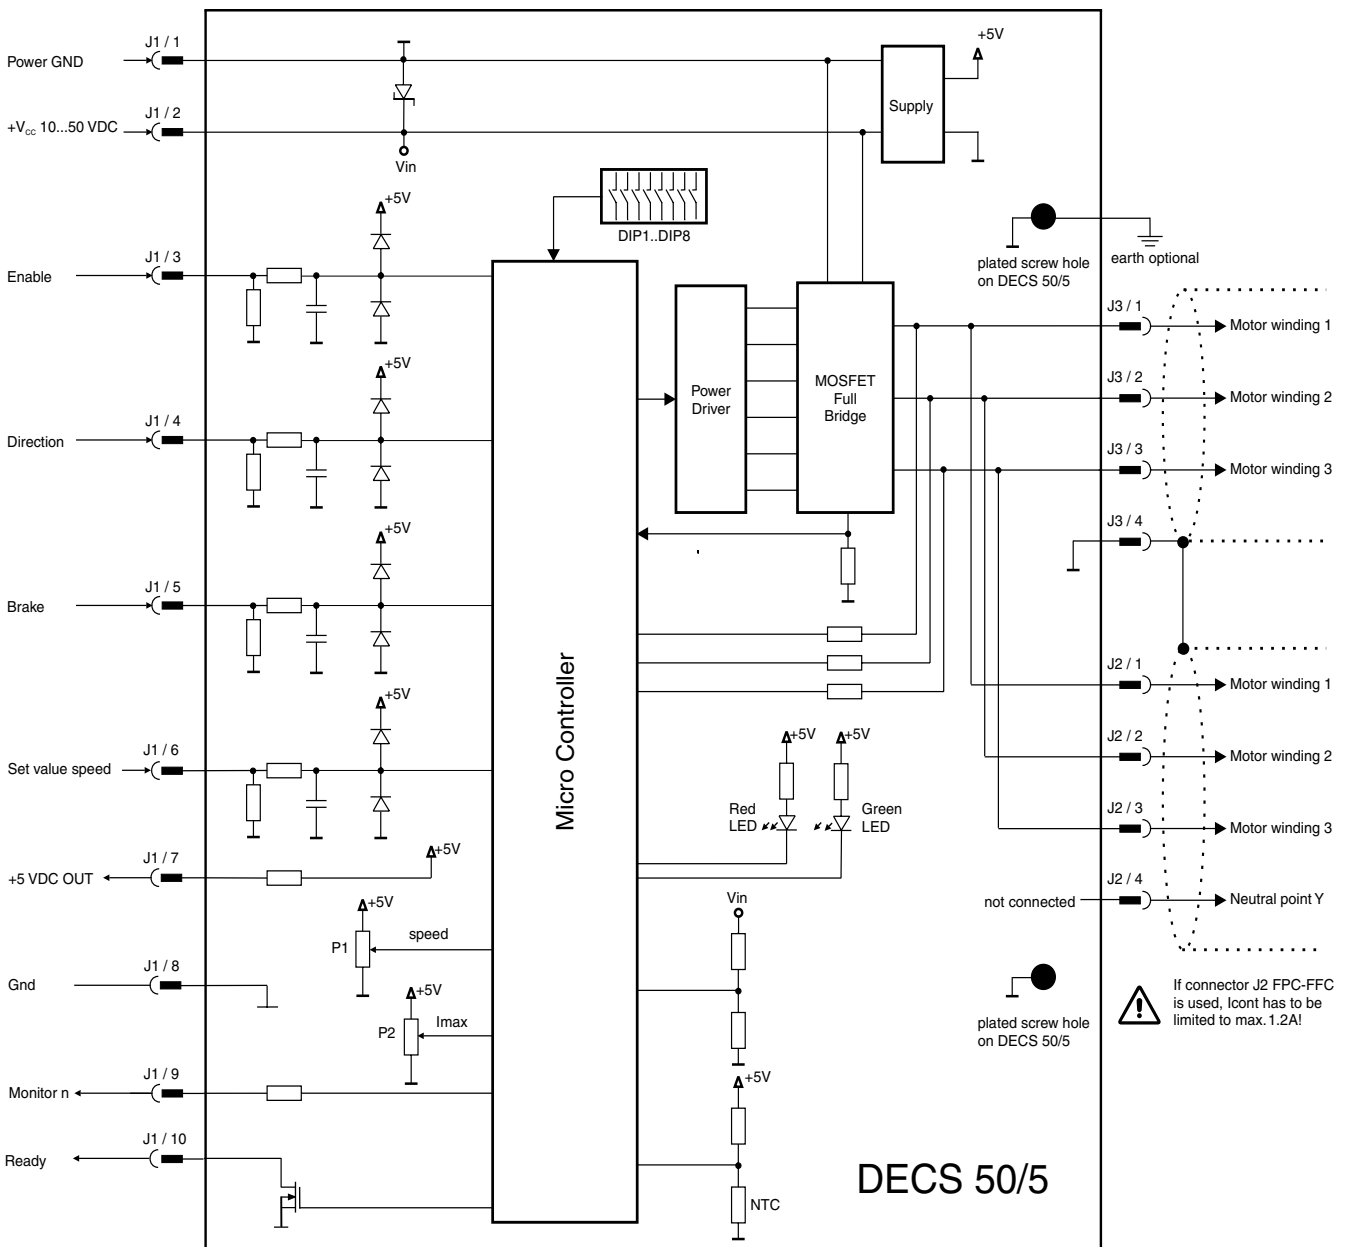 J1 / 1
Power GND
+5V
Supply
J1 / 2
+Vcc 10...50 VDC
Vin
+5V
DIP1..DIP8
J1 / 3
Enable
plated screw hole
on DECS 50/5
earth optional
J3 / 1
Motor winding 1
+5V
Power
Driver
MOSFET
Full
Bridge
J3 / 2
Motor winding 2
J1 / 4
Direction
J3 / 3
Motor winding 3
+5V
J3 / 4
J1 / 5
Brake
Micro Controller
J2 / 1
Motor winding 1
+5V
J1 / 6
Set value speed
+5V
+5V
J2 / 2
Motor winding 2
Red
LED
Green
LED
J2 / 3
Motor winding 3
J1 / 7
+5 VDC OUT
+5V
J2 / 4
not connected
Neutral point Y
+5V
P1
speed
Vin
J1 / 8
Gnd
+5V
P2
Imax
plated screw hole
on DECS 50/5
If connector J2 FPC-FFC
is used, Icont has to be
limited to max.1.2A!
J1 / 9
Monitor n
+5V
J1 / 10
Ready
NTC
DECS 50/5